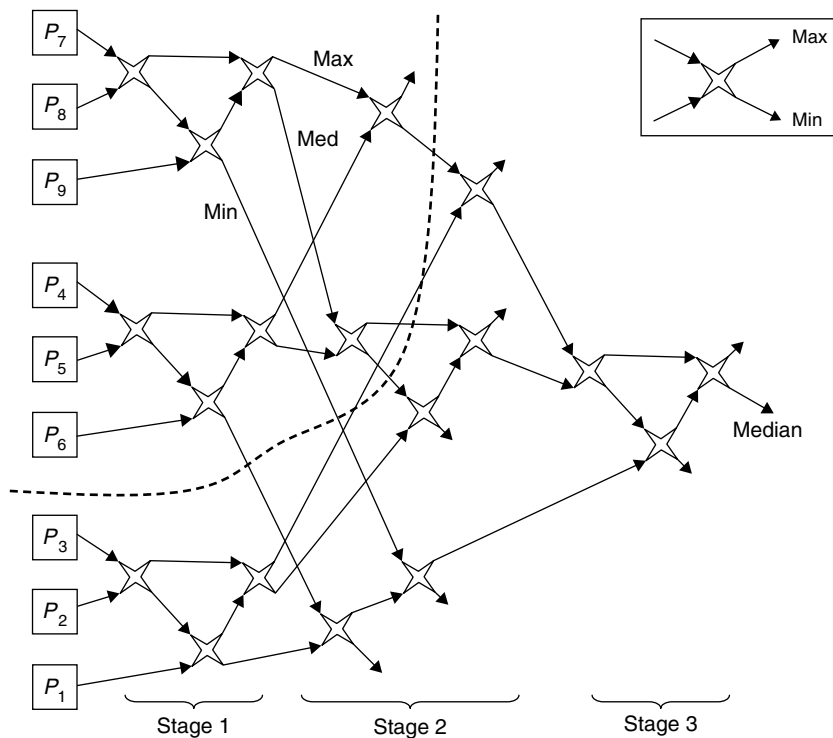 P7
P8
P9
Max
Med
Min
Max
Min
P4
P5
P6
Median
P3
P2
P1
Stage 1
Stage 2
Stage 3